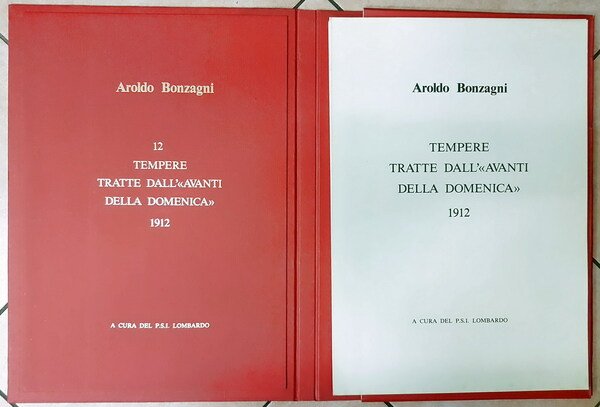 Aroldo Bonzagni
12
TEMPERE
TRATTE DALL'«AVANTI
DELLA DOMENICA»
1912
A CURA DEL P.S.I. LOMBARDO
Aroldo Bonzagni
TEMPERE
TRATTE DALL'«AVANTI
DELLA DOMENICA»
1912
A CURA DEL P.S.I. LOMBARDO